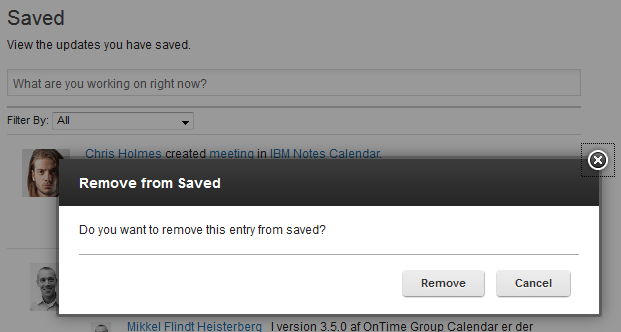 Saved
View the updates you have saved.
What are you working on right now?
Filter By: All
Chris Holmes created meeting in IBM Notes Calendar.
Remove from Saved
Do you want to remove this entry from saved?
Remove Cancel
Mikkel Flindt Heisterberg I version 3.5.0 af OnTime Group Calendar er der